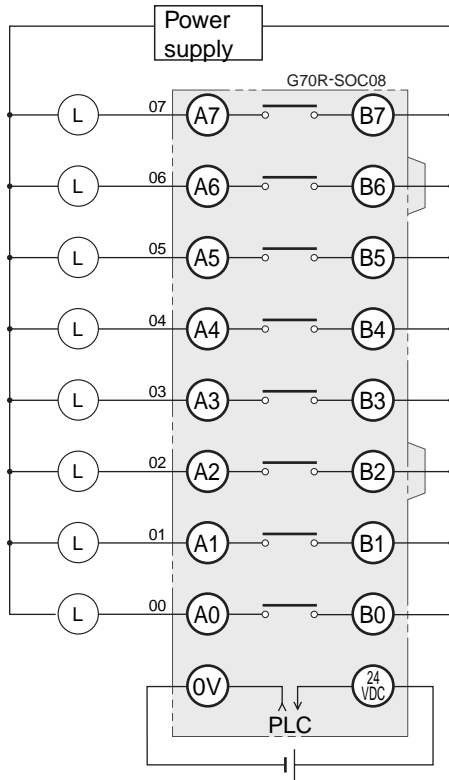 Power
supply
G70R-SOC08
L 07 A7 B7
L 06 A6 B6
L 05 A5 B5
L 04 A4 B4
L 03 A3 B3
L 02 A2 B2
L 01 A1 B1
L 00 A0 B0
0V 24
VDC
PLC